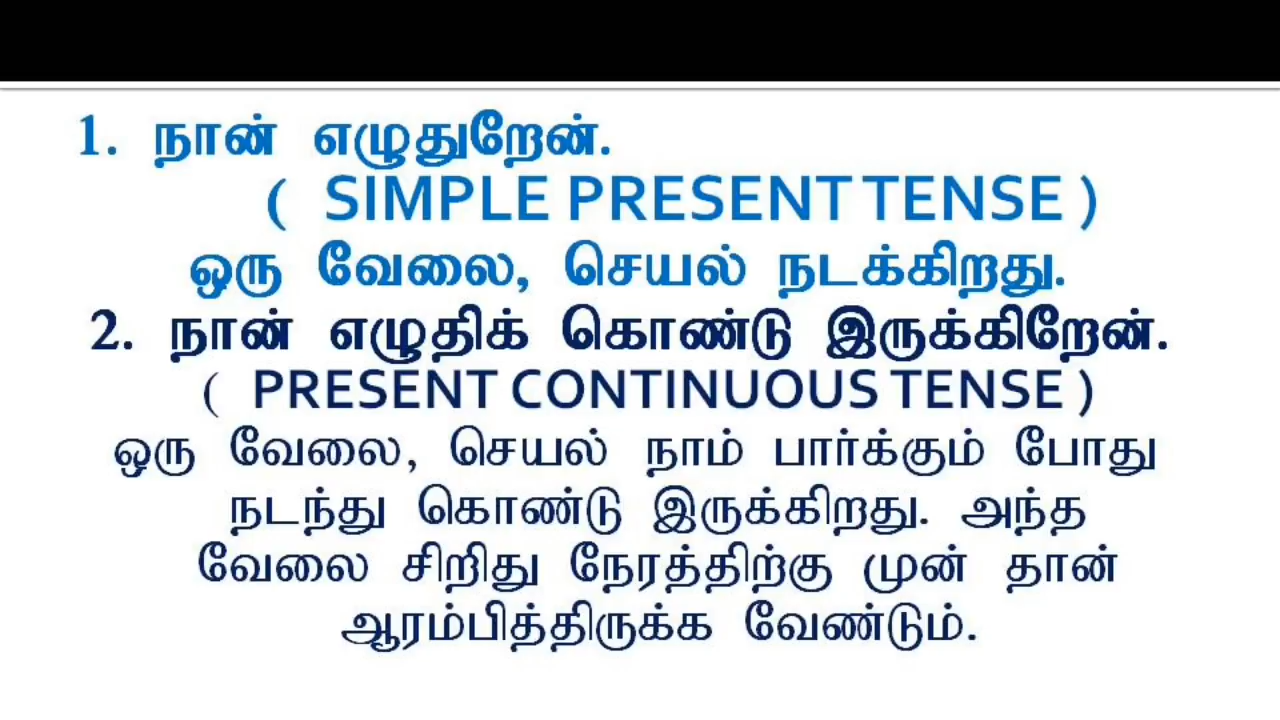 1. நான் எழுதுறேன்.
( SIMPLE PRESENT TENSE )
ஒரு வேலை, செயல் நடக்கிறது.
2. நான் எழுதிக் கொண்டு இருக்கிறேன்.
( PRESENT CONTINUOUS TENSE )
ஒரு வேலை, செயல் நாம் பார்க்கும் போது
நடந்து கொண்டு இருக்கிறது. அந்த
வேலை சிறிது நேரத்திற்கு முன் தான்
ஆரம்பித்திருக்க வேண்டும்.